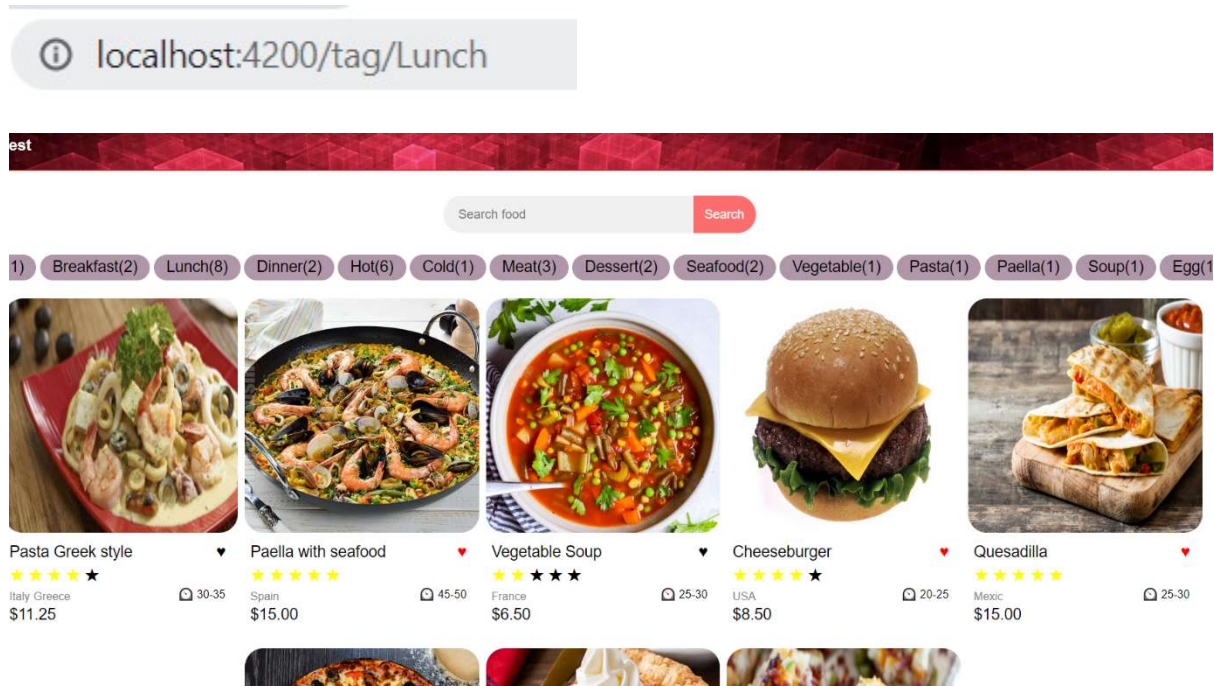 localhost:4200/tag/Lunch
est
Search food Search
1) Breakfast(2) Lunch(8) Dinner(2) Hot(6) Cold(1) Meat(3) Dessert(2) Seafood(2) Vegetable(1) Pasta(1) Paella(1) Soup(1) Egg(1
Pasta Greek style ♥ Paella with seafood ♥ Vegetable Soup ♥ Cheeseburger ♥ Quesadilla ♥
★★★★★ ★★★★★ ★★★★★ ★★★★★ ★★★★★
Italy Greece 30-35 Spain 45-50 France 25-30 USA 20-25 Mexic 25-30
$11.25 $15.00 $6.50 $8.50 $15.00